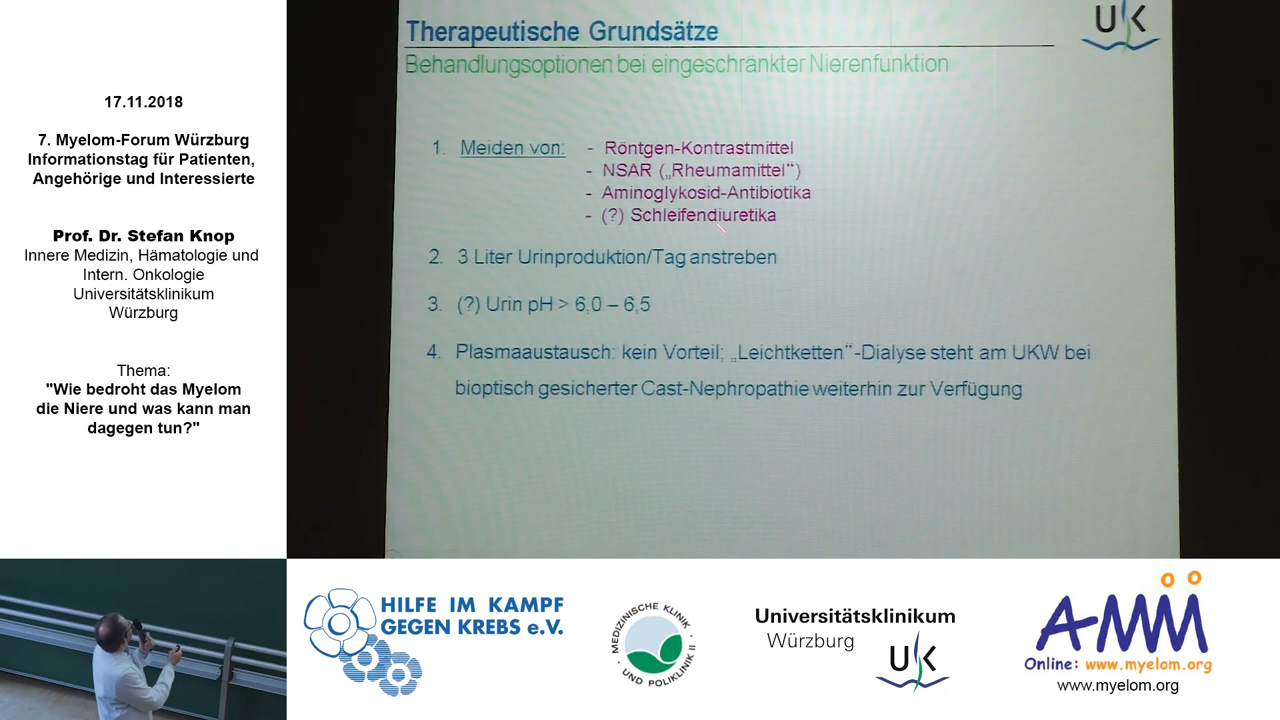 17.11.2018
7. Myelom-Forum Würzburg
Informationstag für Patienten,
Angehörige und Interessierte
Prof. Dr. Stefan Knop
Innere Medizin, Hämatologie und
Intern. Onkologie
Universitätsklinikum
Würzburg
Thema:
"Wie bedroht das Myelom
die Niere und was kann man
dagegen tun?"
Therapeutische Grundsätze
UK
Behandlungsoptionen bei eingeschränkter Nierenfunktion
1. Meiden von: - Röntgen-Kontrastmittel
- NSAR („Rheumamittel“)
- Aminoglykosid-Antibiotika
- (?) Schleifendiuretika
2. 3 Liter Urinproduktion/Tag anstreben
3. (?) Urin pH > 6,0 – 6,5
4. Plasmaaustausch: kein Vorteil; „Leichtketten“-Dialyse steht am UKW bei
bioptisch gesicherter Cast-Nephropathie weiterhin zur Verfügung
HILFE IM KAMPF
GEGEN KREBS e.V.
MEDIZINISCHE KLINIK
· UND POLIKLINIK II ·
Universitätsklinikum
Würzburg
UK
AMM
Online: www.myelom.org
www.myelom.org